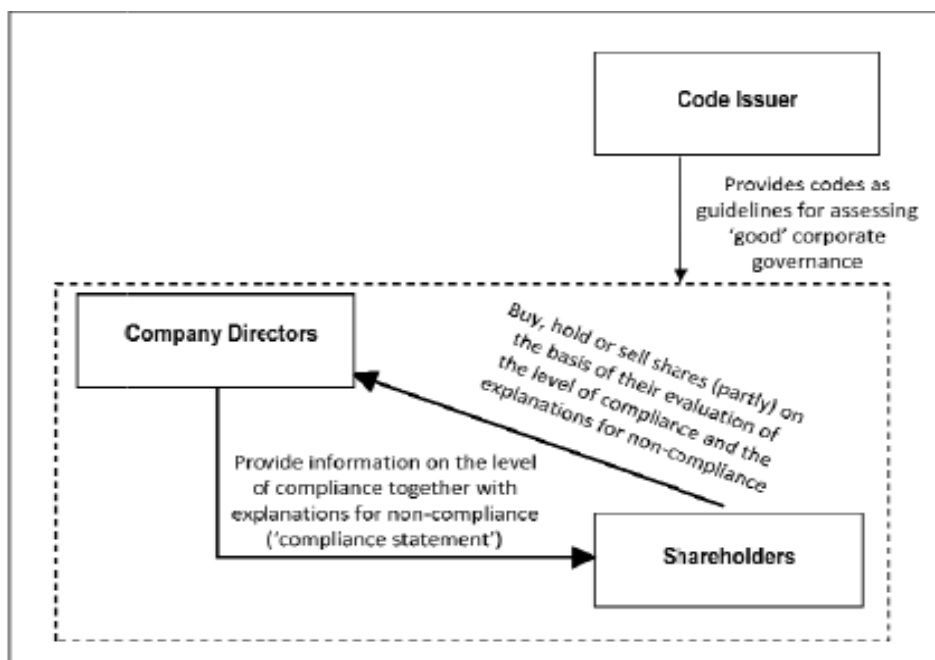 Code Issuer
Provides codes as
guidelines for assessing
‘good’ corporate
governance
Company Directors
Buy, hold or sell shares (partly) on
the basis of their evaluation of
the level of compliance and the
explanations for non-compliance
Provide information on the level
of compliance together with
explanations for non-compliance
(‘compliance statement’)
Shareholders